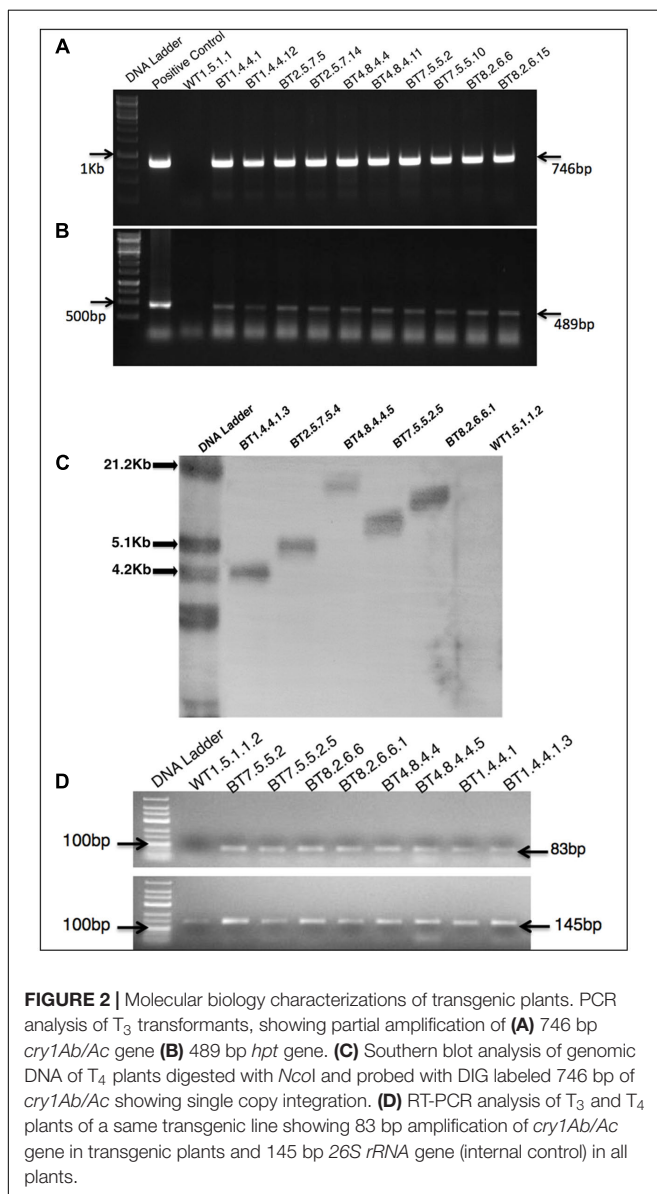 A
DNA Ladder
Positive Control
WT1.5.1.1
BT1.4.4.1
BT1.4.4.12
BT2.5.7.5
BT2.5.7.14
BT4.8.4.4
BT4.8.4.11
BT7.5.5.2
BT7.5.5.10
BT8.2.6.6
BT8.2.6.15
1Kb
746bp
B
500bp
489bp
C
DNA Ladder
BT1.4.4.1.3
BT2.5.7.5.4
BT4.8.4.4.5
BT7.5.5.2.5
BT8.2.6.6.1
WT1.5.1.1.2
21.2Kb
5.1Kb
4.2Kb
D
DNA Ladder
WT1.5.1.1.2
BT7.5.5.2
BT7.5.5.2.5
BT8.2.6.6
BT8.2.6.6.1
BT4.8.4.4
BT4.8.4.4.5
BT1.4.4.1
BT1.4.4.1.3
100bp
83bp
100bp
145bp
FIGURE 2 | Molecular biology characterizations of transgenic plants. PCR
analysis of T3 transformants, showing partial amplification of (A) 746 bp
cry1Ab/Ac gene (B) 489 bp hpt gene. (C) Southern blot analysis of genomic
DNA of T4 plants digested with NcoI and probed with DIG labeled 746 bp of
cry1Ab/Ac showing single copy integration. (D) RT-PCR analysis of T3 and T4
plants of a same transgenic line showing 83 bp amplification of cry1Ab/Ac
gene in transgenic plants and 145 bp 26S rRNA gene (internal control) in all
plants.